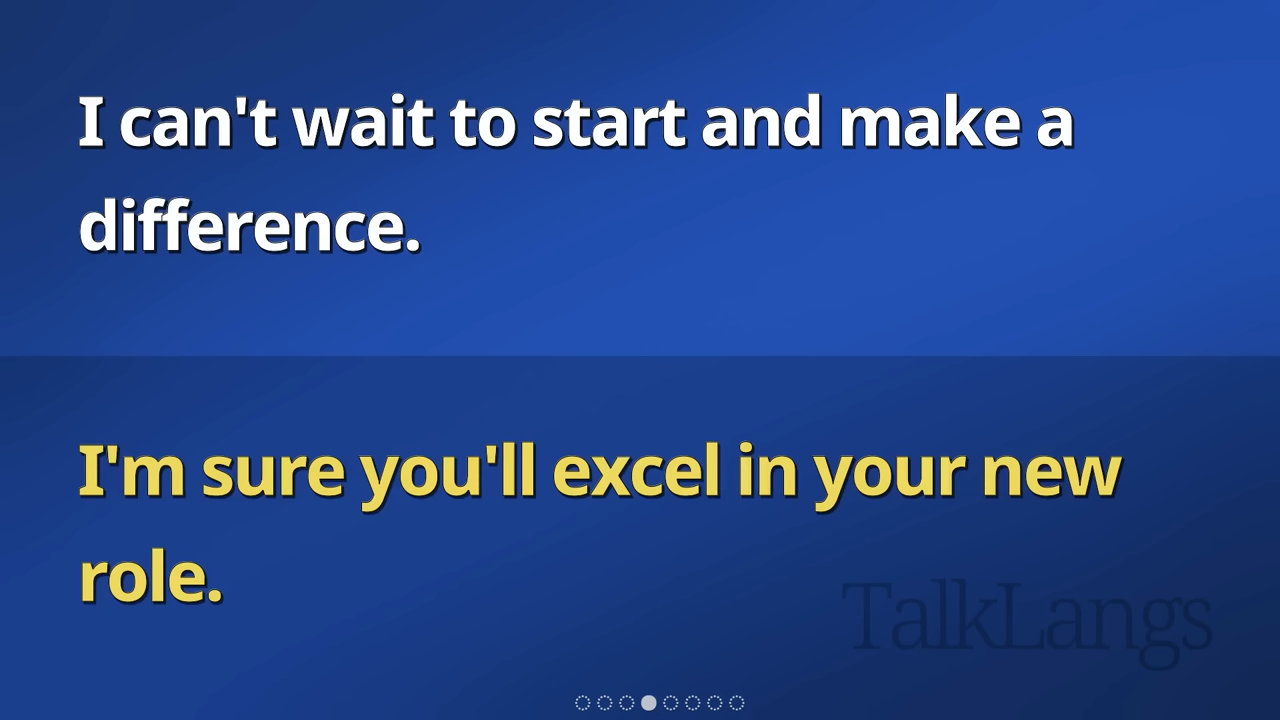 I can't wait to start and make a
difference.
I'm sure you'll excel in your new
role.
TalkLangs